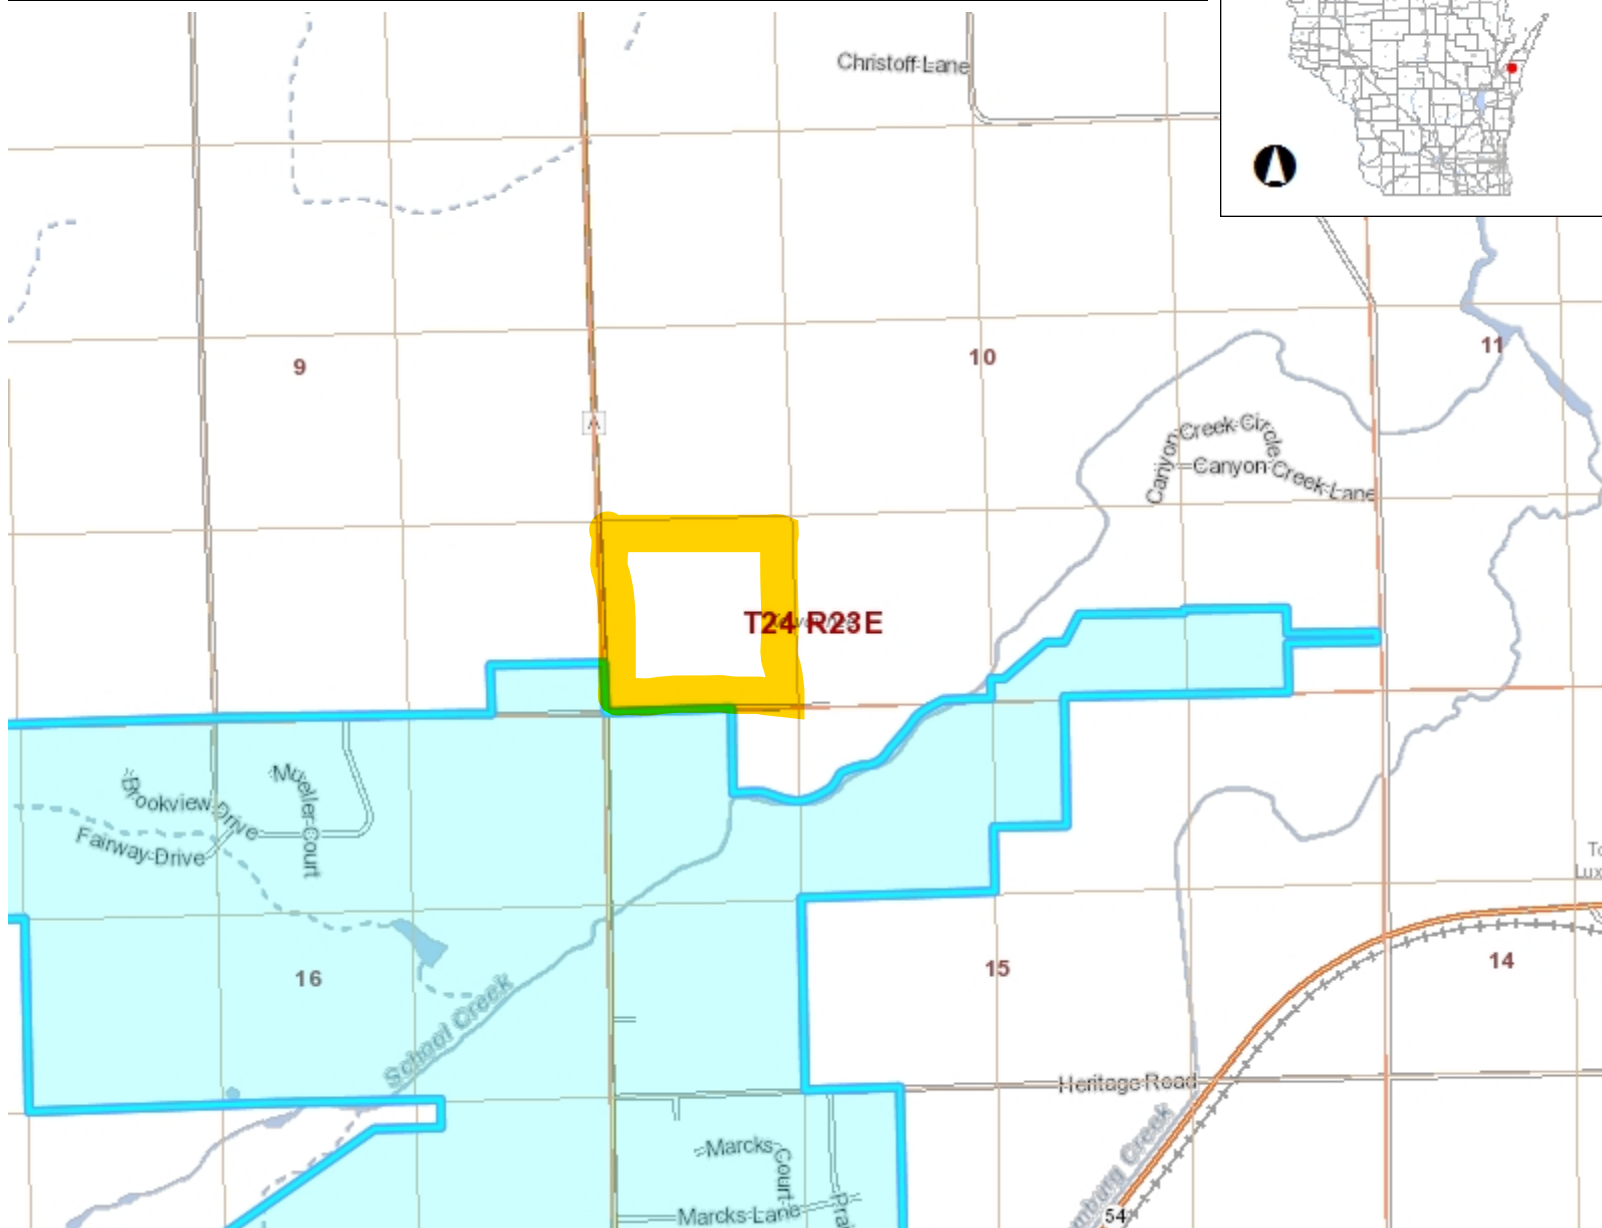 Christoff Lane
9
10
11
A
Canyon Creek Circle
Canyon Creek Lane
T24 R23E
Brookview Drive
Mueller Court
Fairway Drive
16
15
14
School Creek
Heritage Road
Marcks Court
Marcks Lane
54